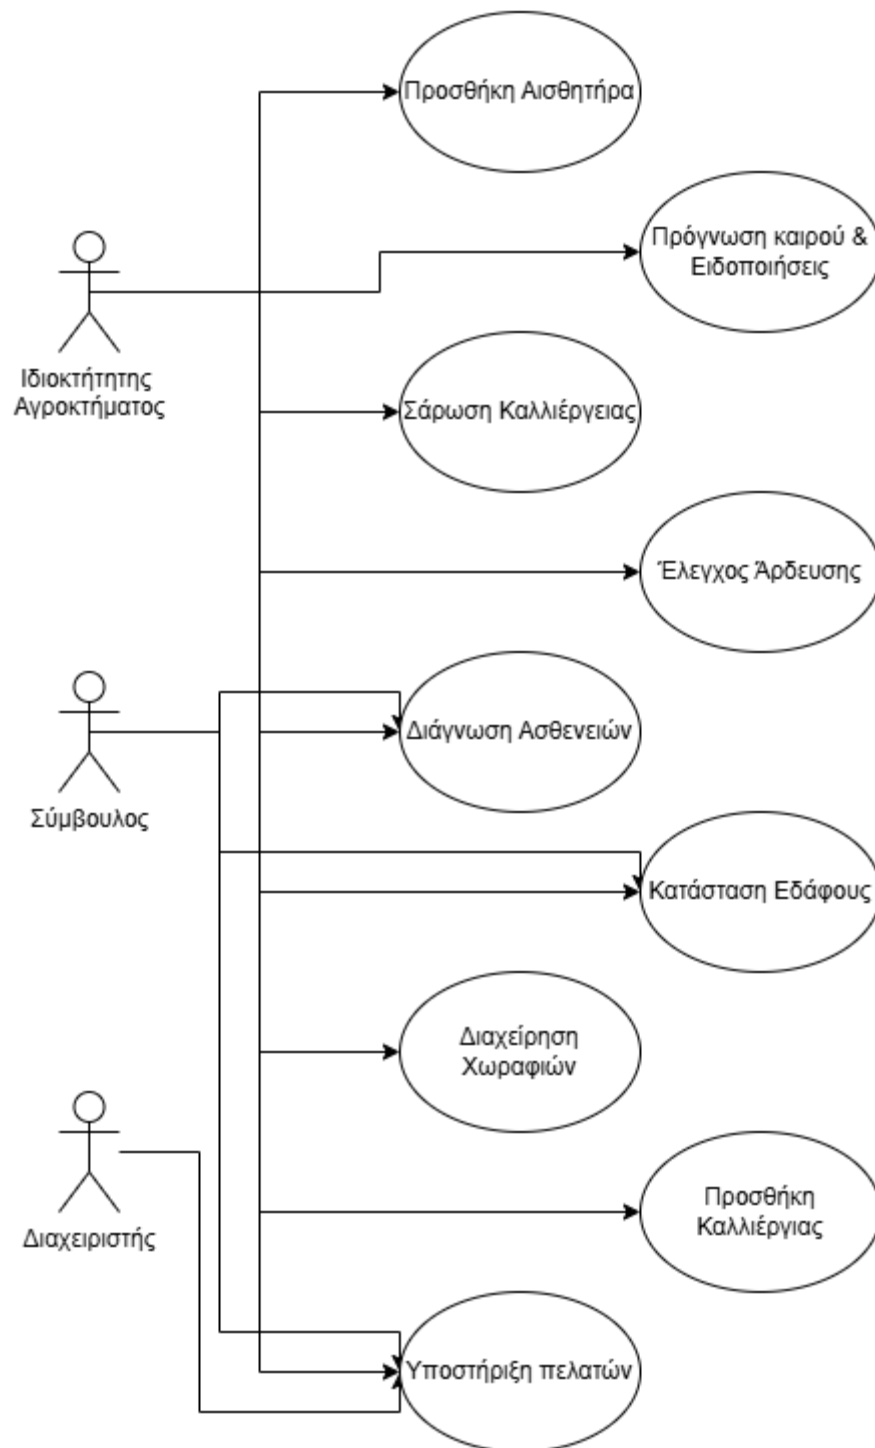 Προσθήκη Αισθητήρα
Πρόγνωση καιρού &
Ειδοποιήσεις
Ιδιοκτήτητης
Αγροκτήματος
Σάρωση Καλλιέργειας
Έλεγχος Άρδευσης
Διάγνωση Ασθενειών
Σύμβουλος
Κατάσταση Εδάφους
Διαχείρηση
Χωραφιών
Προσθήκη
Καλλιέργιας
Διαχειριστής
Υποστήριξη πελατών